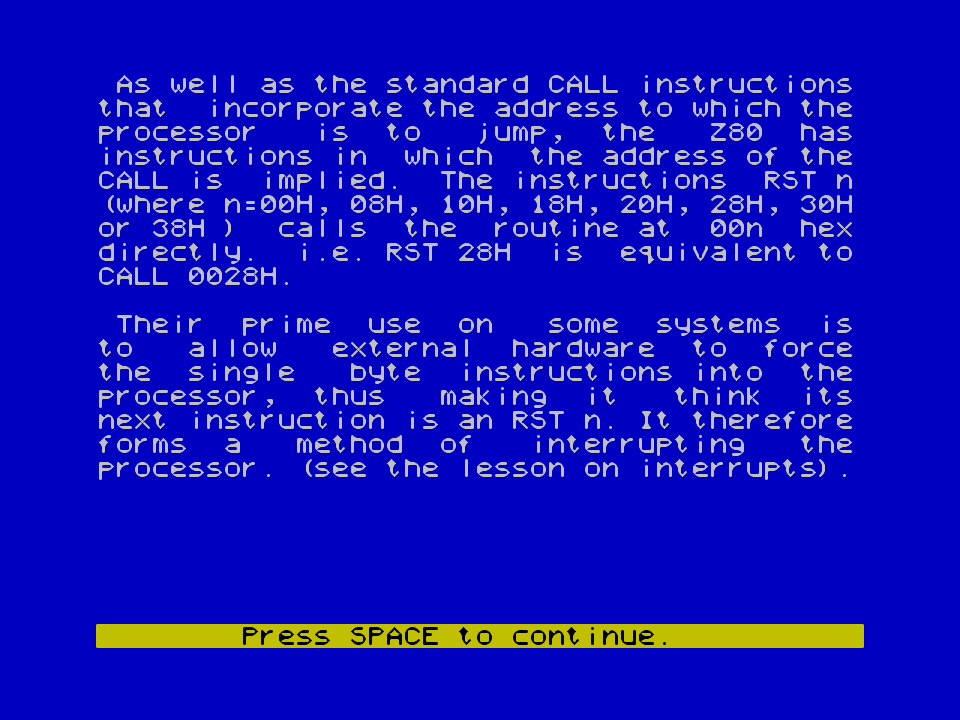 As well as the standard CALL instructions
that incorporate the address to which the
processor is to jump, the Z80 has
instructions in which the address of the
CALL is implied. The instructions RST n
(where n=00H, 08H, 10H, 18H, 20H, 28H, 30H
or 38H ) calls the routine at 00n hex
directly. i.e. RST 28H is equivalent to
CALL 0028H.
Their prime use on some systems is
to allow external hardware to force
the single byte instructions into the
processor, thus making it think its
next instruction is an RST n. It therefore
forms a method of interrupting the
processor. (see the lesson on interrupts).
Press SPACE to continue.